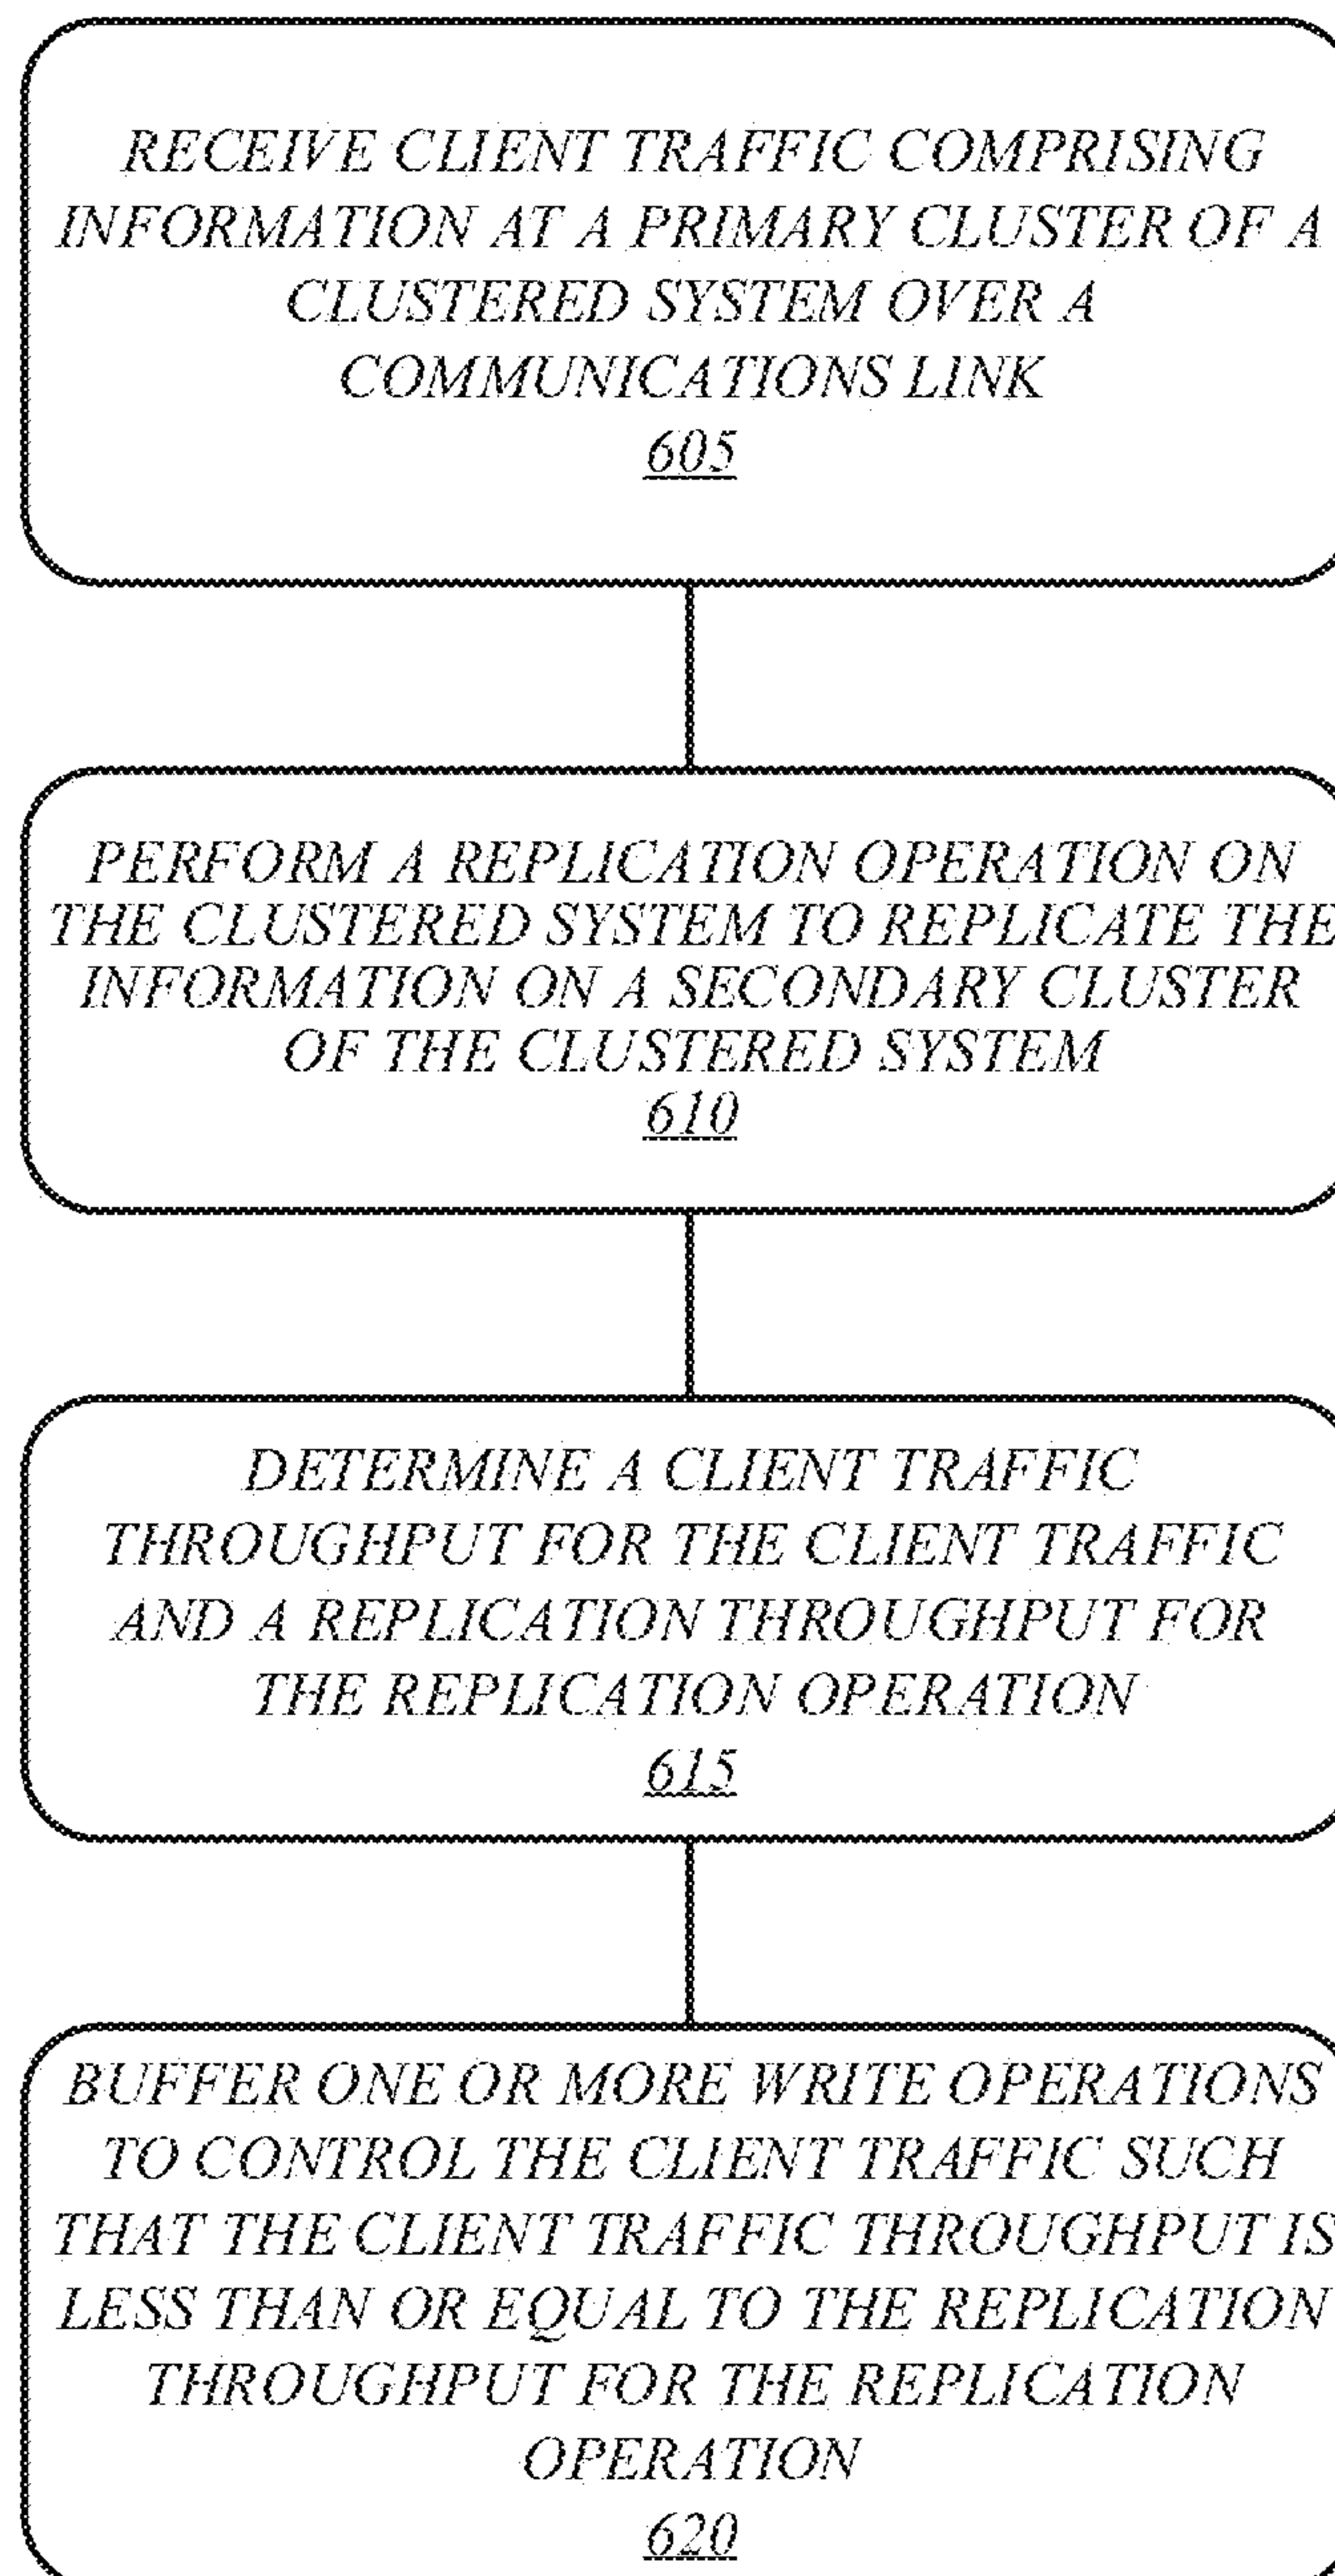 RECEIVE CLIENT TRAFFIC COMPRISING
INFORMATION AT A PRIMARY CLUSTER OF A
CLUSTERED SYSTEM OVER A
COMMUNICATIONS LINK
605
PERFORM A REPLICATION OPERATION ON
THE CLUSTERED SYSTEM TO REPLICATE THE
INFORMATION ON A SECONDARY CLUSTER
OF THE CLUSTERED SYSTEM
610
DETERMINE A CLIENT TRAFFIC
THROUGHPUT FOR THE CLIENT TRAFFIC
AND A REPLICATION THROUGHPUT FOR
THE REPLICATION OPERATION
615
BUFFER ONE OR MORE WRITE OPERATIONS
TO CONTROL THE CLIENT TRAFFIC SUCH
THAT THE CLIENT TRAFFIC THROUGHPUT IS
LESS THAN OR EQUAL TO THE REPLICATION
THROUGHPUT FOR THE REPLICATION
OPERATION
620